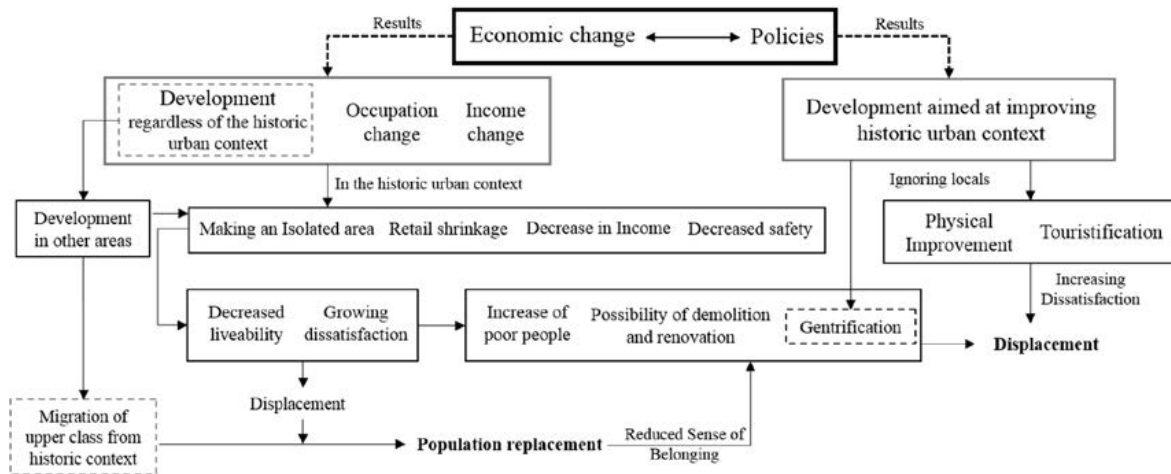 Results
Economic change
Policies
Results
Development
regardless of the historic
urban context
Occupation
change
Income
change
Development aimed at improving
historic urban context
In the historic urban context
Ignoring locals
Development
in other areas
Making an Isolated area
Retail shrinkage
Decrease in Income
Decreased safety
Physical
Improvement
Touristification
Increasing
Dissatisfaction
Decreased
liveability
Growing
dissatisfaction
Increase of
poor people
Possibility of demolition
and renovation
Gentrification
Displacement
Displacement
Migration of
upper class from
historic context
Population replacement
Reduced Sense of
Belonging